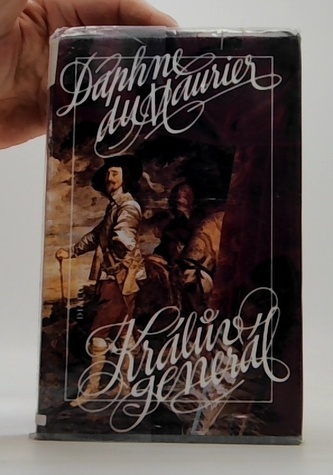 Daphne
du Maurier
Králův
generál